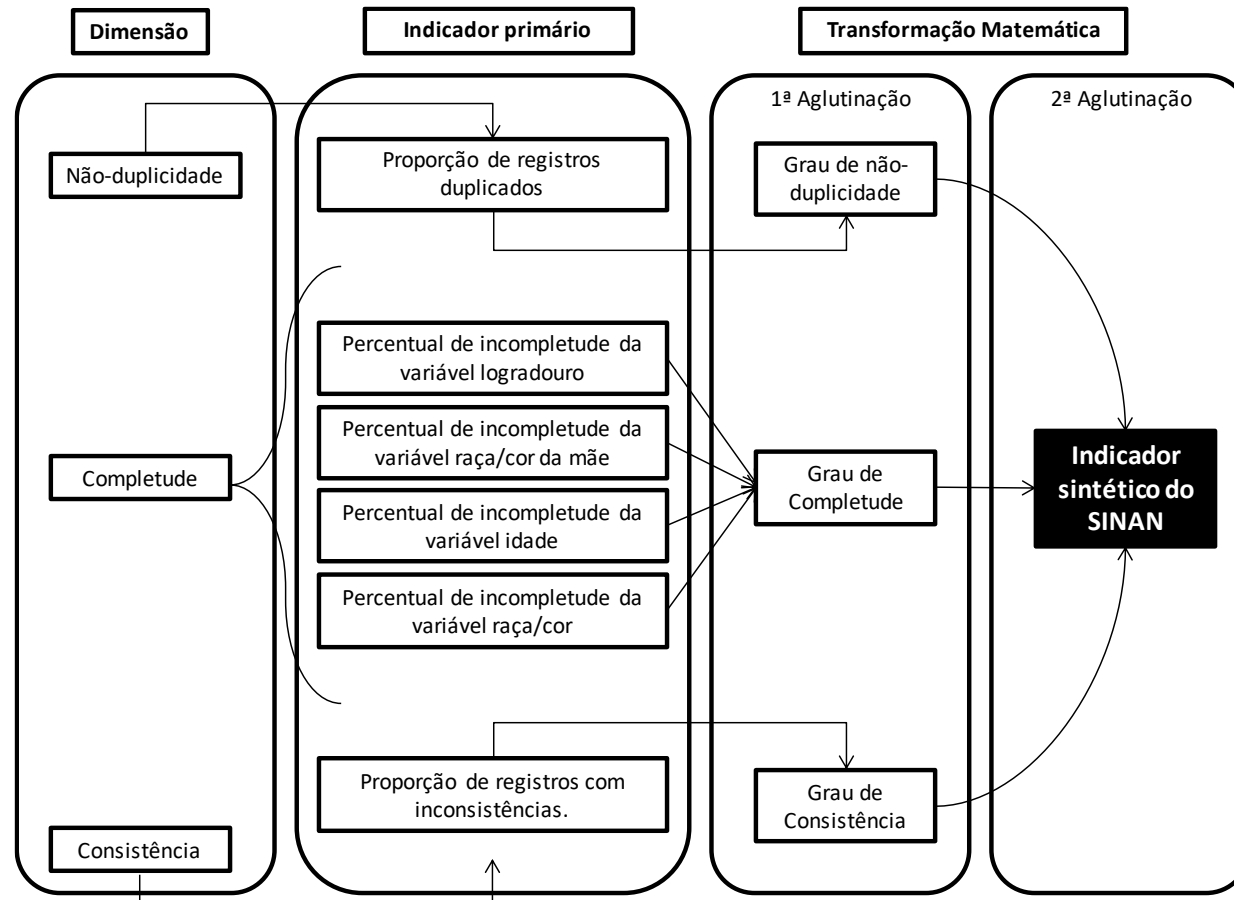 Dimensão
Indicador primário
Transformação Matemática
1ª Aglutinação
2ª Aglutinação
Não-duplicidade
Proporção de registros
duplicados
Grau de não-
duplicidade
Percentual de incompletude da
variável logradouro
Percentual de incompletude da
variável raça/cor da mãe
Completude
Percentual de incompletude da
variável idade
Percentual de incompletude da
variável raça/cor
Grau de
Completude
Indicador
sintético do
SINAN
Proporção de registros com
inconsistências.
Grau de
Consistência
Consistência